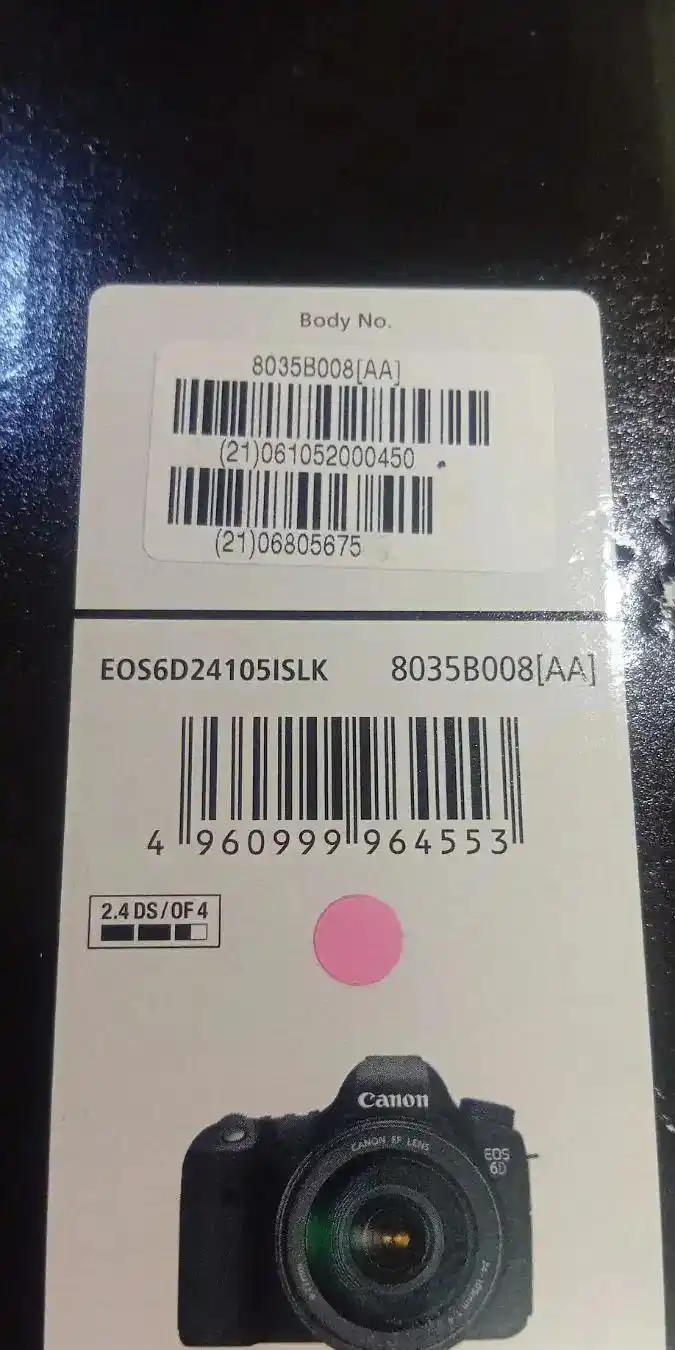 Body No.
8035B008[AA]
(21)061052000450
(21)06805675
EOS6D24105ISLK 8035B008[AA]
4 960999 964553
2.4 DS/OF 4
Canon
CANON EF LENS
EOS
6D